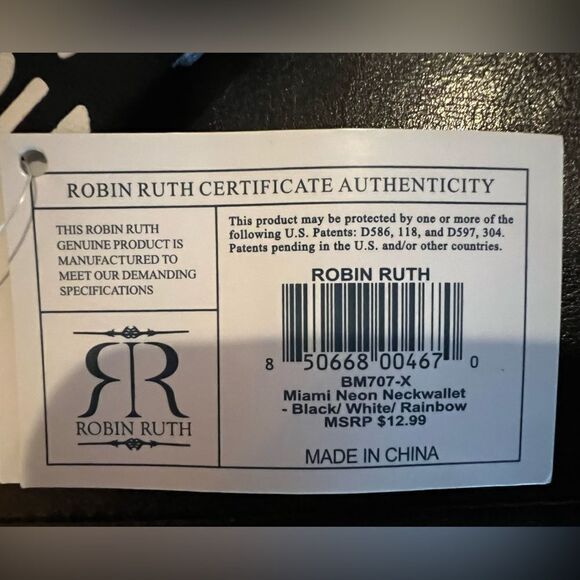 ROBIN RUTH CERTIFICATE AUTHENTICITY
THIS ROBIN RUTH
GENUINE PRODUCT IS
MANUFACTURED TO
MEET OUR DEMANDING
SPECIFICATIONS
RR
ROBIN RUTH
This product may be protected by one or more of the
following U.S. Patents: D586, 118, and D597, 304.
Patents pending in the U.S. and/or other countries.
ROBIN RUTH
8 50668 00467 0
BM707-X
Miami Neon Neckwallet
- Black/ White/ Rainbow
MSRP $12.99
MADE IN CHINA